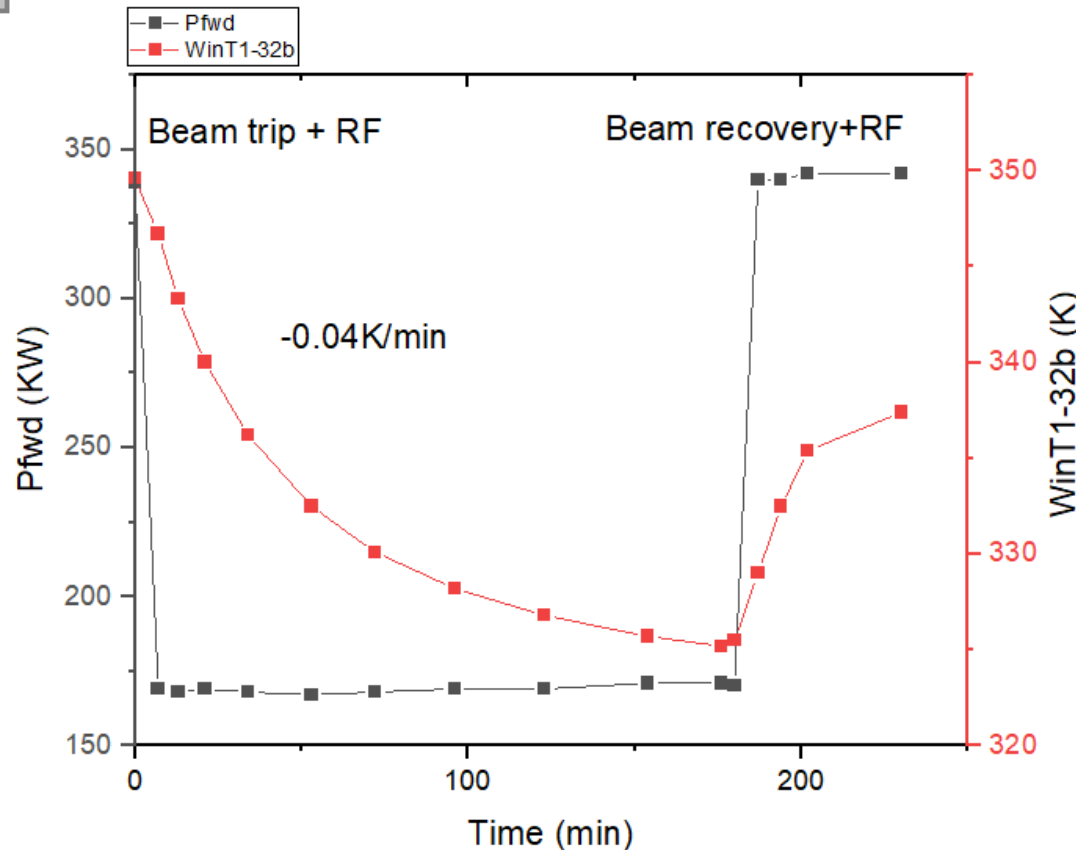 Pfwd
WinT1-32b
Beam trip + RF
Beam recovery+RF
-0.04K/min
350
300
250
200
150
Pfwd (KW)
350
340
330
320
WinT1-32b (K)
0
100
200
Time (min)